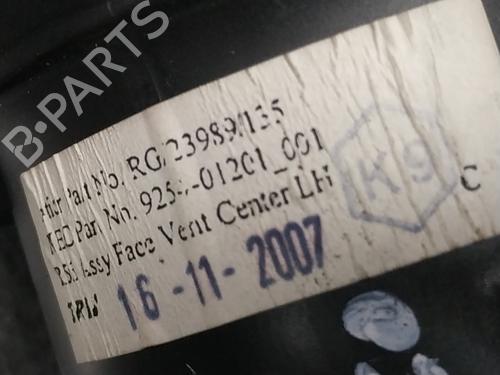 B-PARTS
Part No. RG/23989/135
Part No. 925 -01201_001
Assy Face Vent Center LH
K9
C
16-11-2007